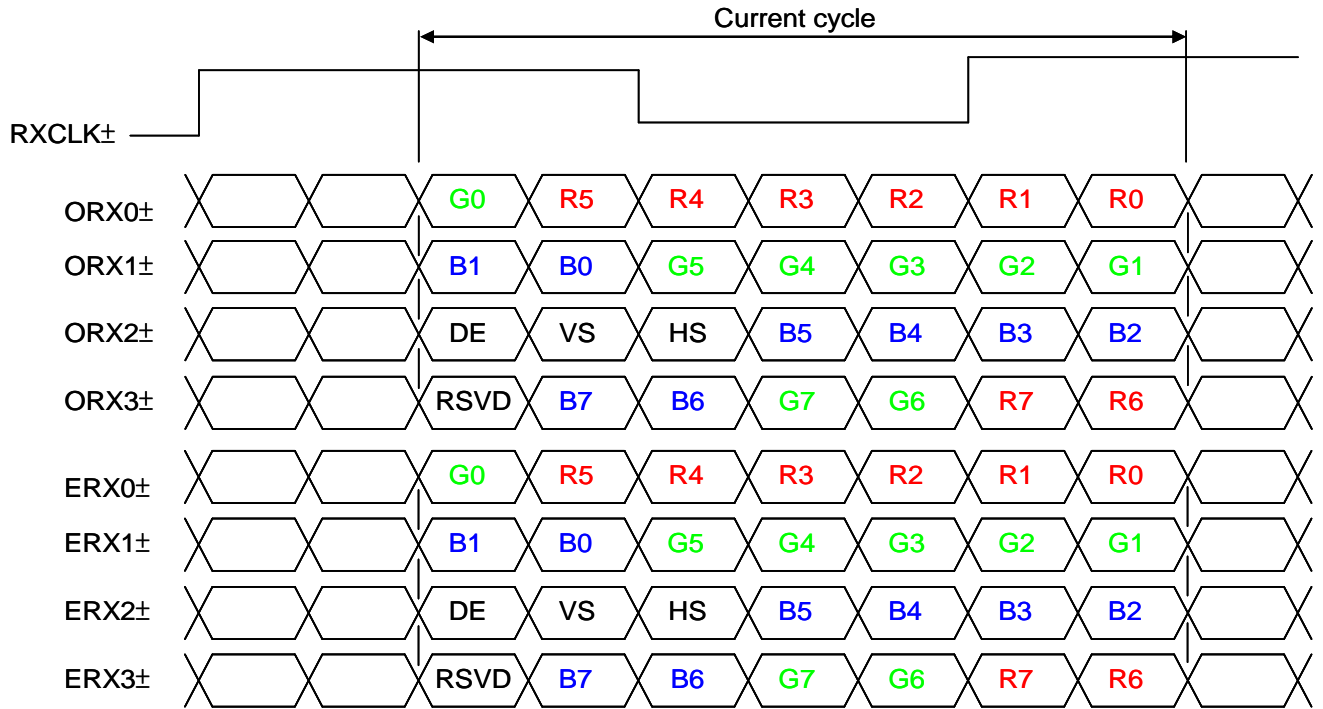 Current cycle
RXCLK±
ORX0± G0 R5 R4 R3 R2 R1 R0
ORX1± B1 B0 G5 G4 G3 G2 G1
ORX2± DE VS HS B5 B4 B3 B2
ORX3± RSVD B7 B6 G7 G6 R7 R6
ERX0± G0 R5 R4 R3 R2 R1 R0
ERX1± B1 B0 G5 G4 G3 G2 G1
ERX2± DE VS HS B5 B4 B3 B2
ERX3± RSVD B7 B6 G7 G6 R7 R6